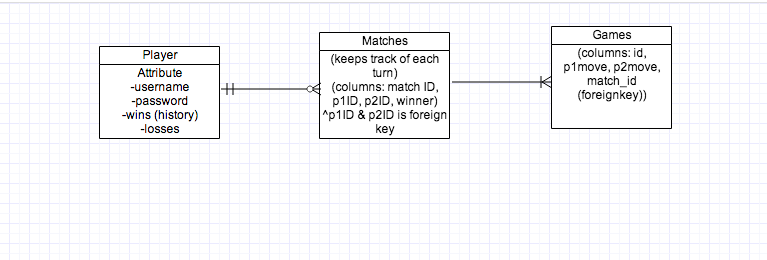 Player
Attribute
-username
-password
-wins (history)
-losses
Matches
(keeps track of each
turn)
(columns: match ID,
p1ID, p2ID, winner)
^p1ID & p2ID is foreign
key
Games
(columns: id,
p1move, p2move,
match_id
(foreignkey))